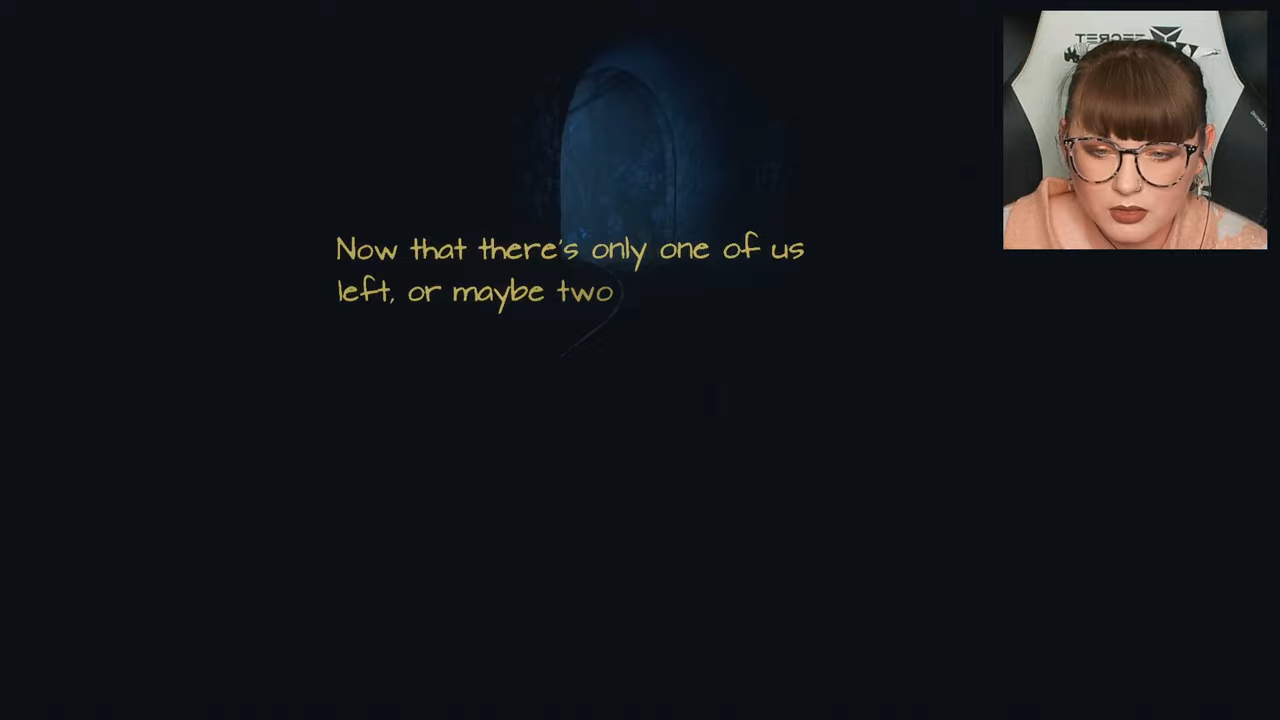 Now that there's only one of us
left, or maybe two